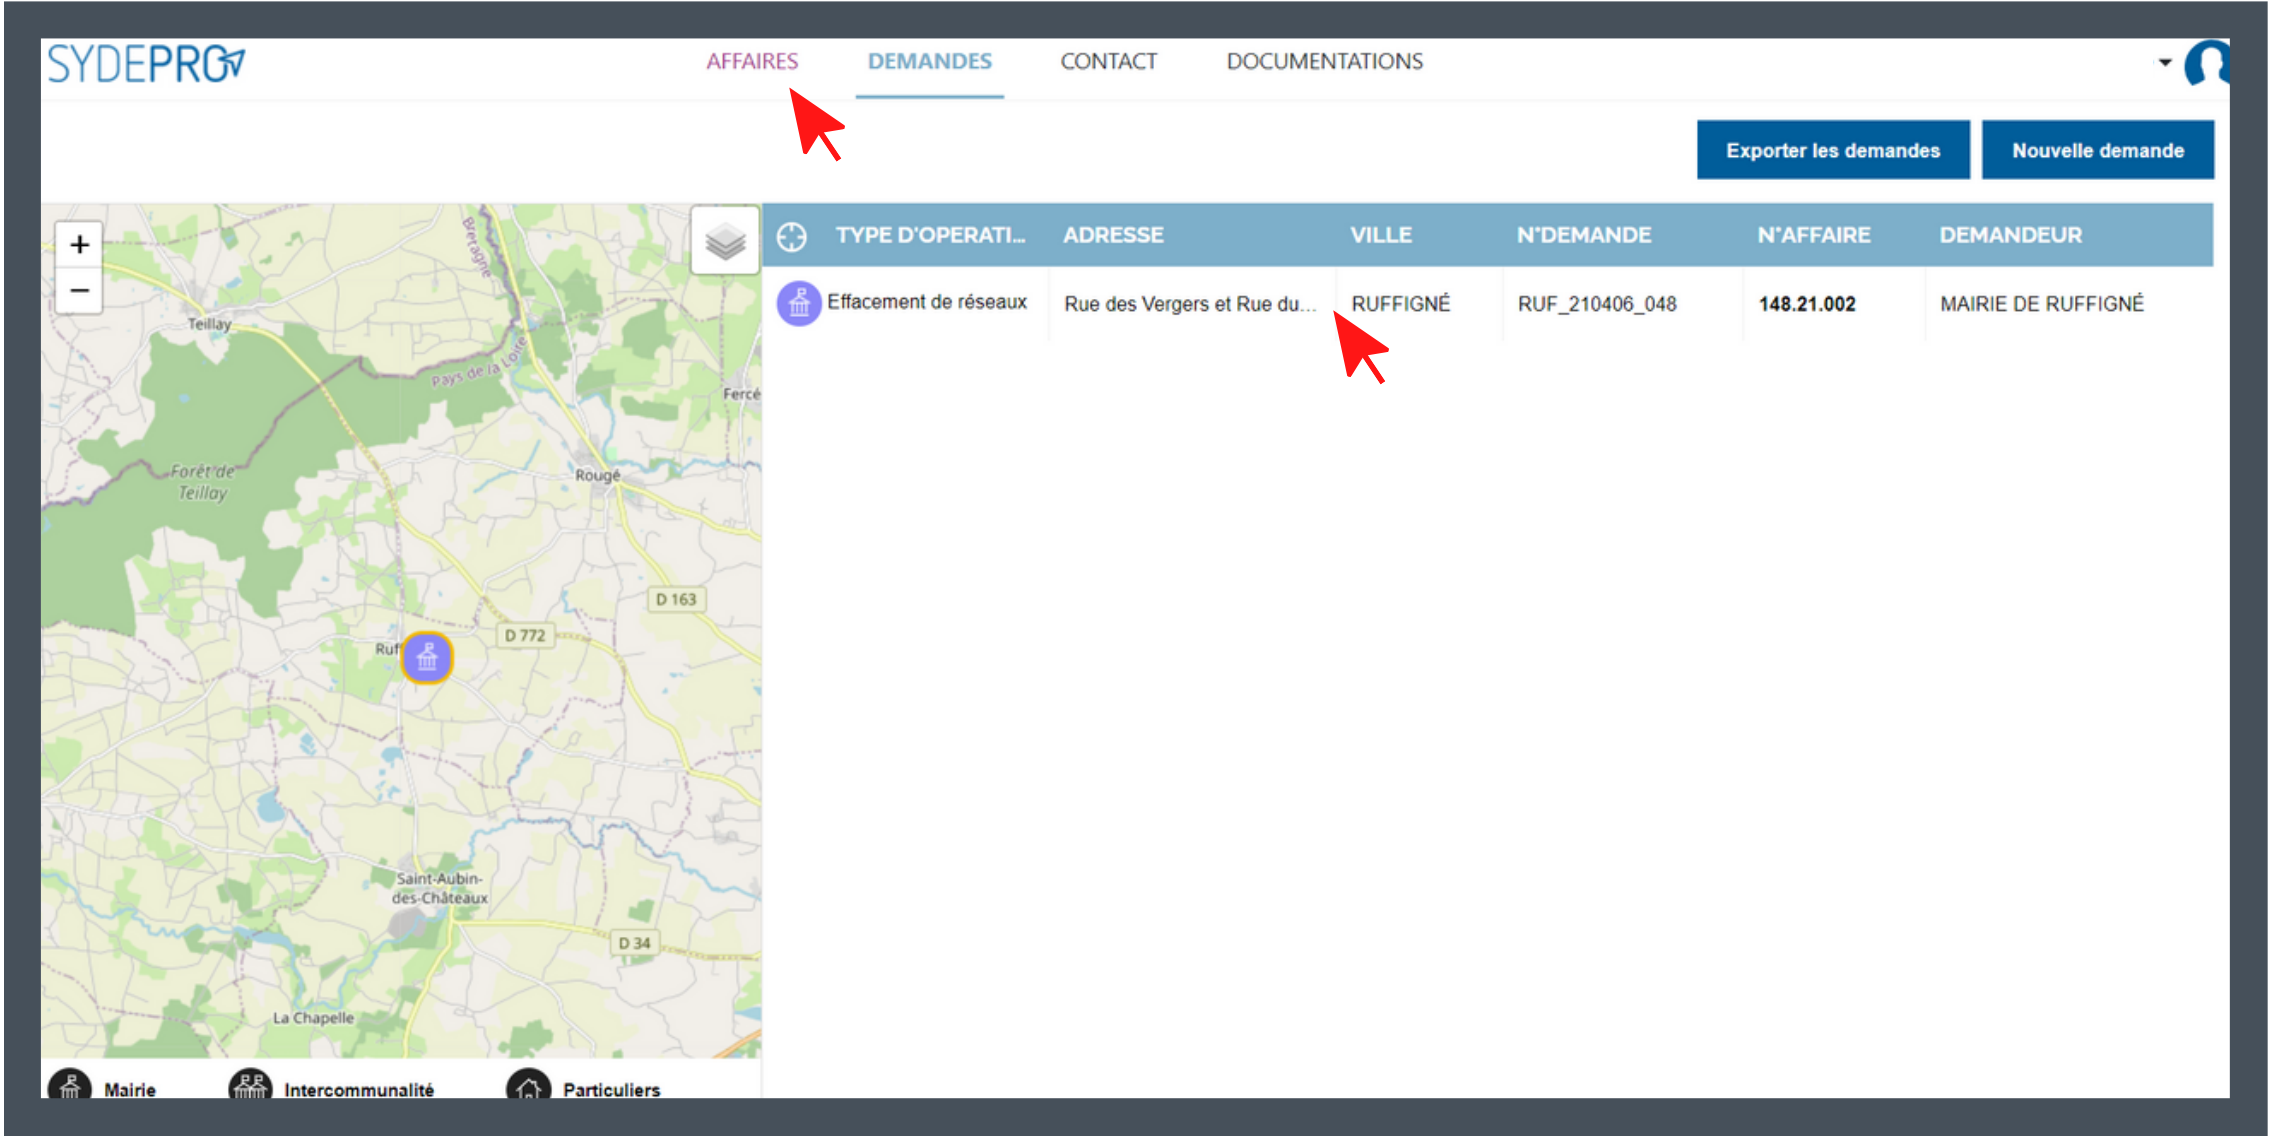 SYDEPRO
AFFAIRES DEMANDES CONTACT DOCUMENTATIONS
Exporter les demandes Nouvelle demande
TYPE D'OPERATI... ADRESSE VILLE N°DEMANDE N°AFFAIRE DEMANDEUR
Effacement de réseaux Rue des Vergers et Rue du... RUFFIGNÉ RUF_210406_048 148.21.002 MAIRIE DE RUFFIGNÉ
+
−
Bretagne
Teillay
Pays de la Loire
Fercé
Forêt de
Teillay
Rougé
D 163
D 772
Ruf
Saint-Aubin-
des-Châteaux
D 34
La Chapelle
Mairie Intercommunalité Particuliers